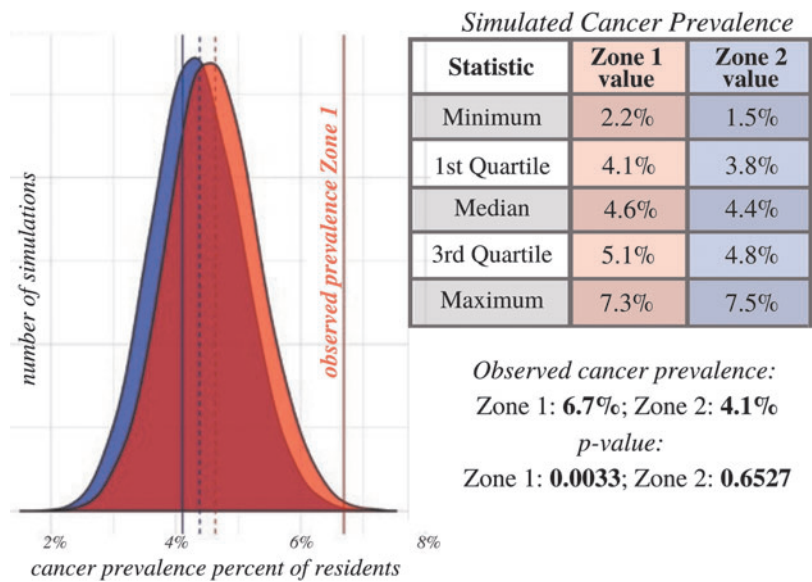 Simulated Cancer Prevalence
Statistic
Zone 1
value
Zone 2
value
Minimum
2.2%
1.5%
1st Quartile
4.1%
3.8%
Median
4.6%
4.4%
3rd Quartile
5.1%
4.8%
Maximum
7.3%
7.5%
Observed cancer prevalence:
Zone 1: 6.7%; Zone 2: 4.1%
p-value:
Zone 1: 0.0033; Zone 2: 0.6527
number of simulations
observed prevalence Zone 1
2%
4%
6%
8%
cancer prevalence percent of residents